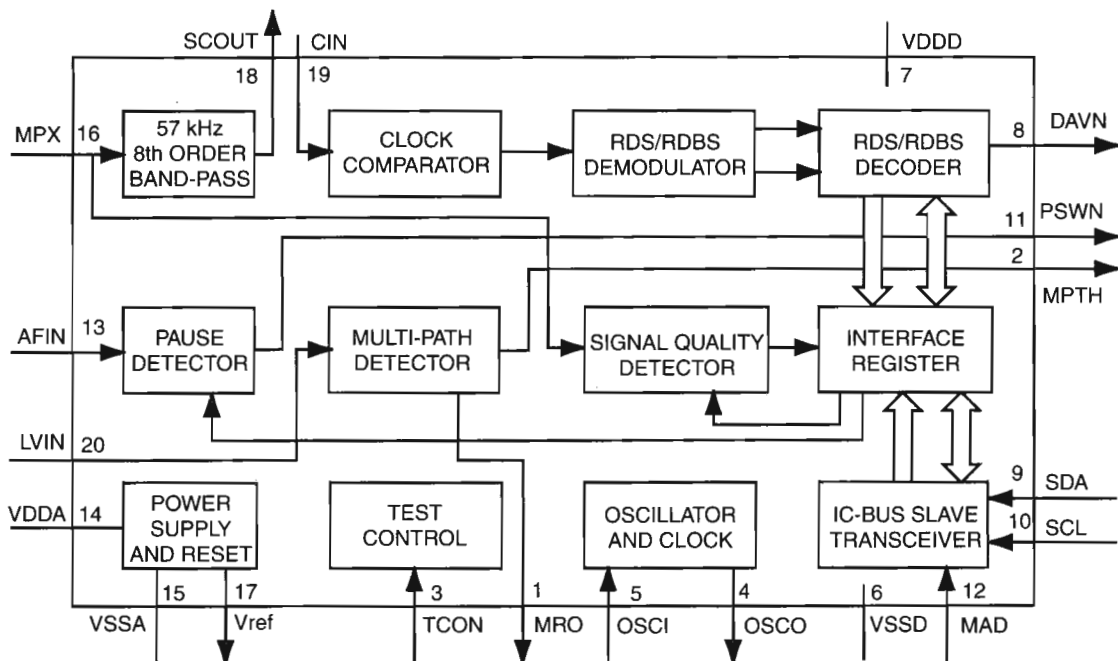 SCOUT
CIN
VDDD
18
19
7
MPX
16
57 kHz
8th ORDER
BAND-PASS
CLOCK
COMPARATOR
RDS/RDBS
DEMODULATOR
RDS/RDBS
DECODER
8
DAVN
11
PSWN
2
MPTH
AFIN
13
PAUSE
DETECTOR
MULTI-PATH
DETECTOR
SIGNAL QUALITY
DETECTOR
INTERFACE
REGISTER
LVIN
20
VDDA
14
POWER
SUPPLY
AND RESET
TEST
CONTROL
OSCILLATOR
AND CLOCK
IC-BUS SLAVE
TRANSCEIVER
9
SDA
10
SCL
15
17
3
1
5
4
6
12
VSSA
Vref
TCON
MRO
OSCI
OSCO
VSSD
MAD